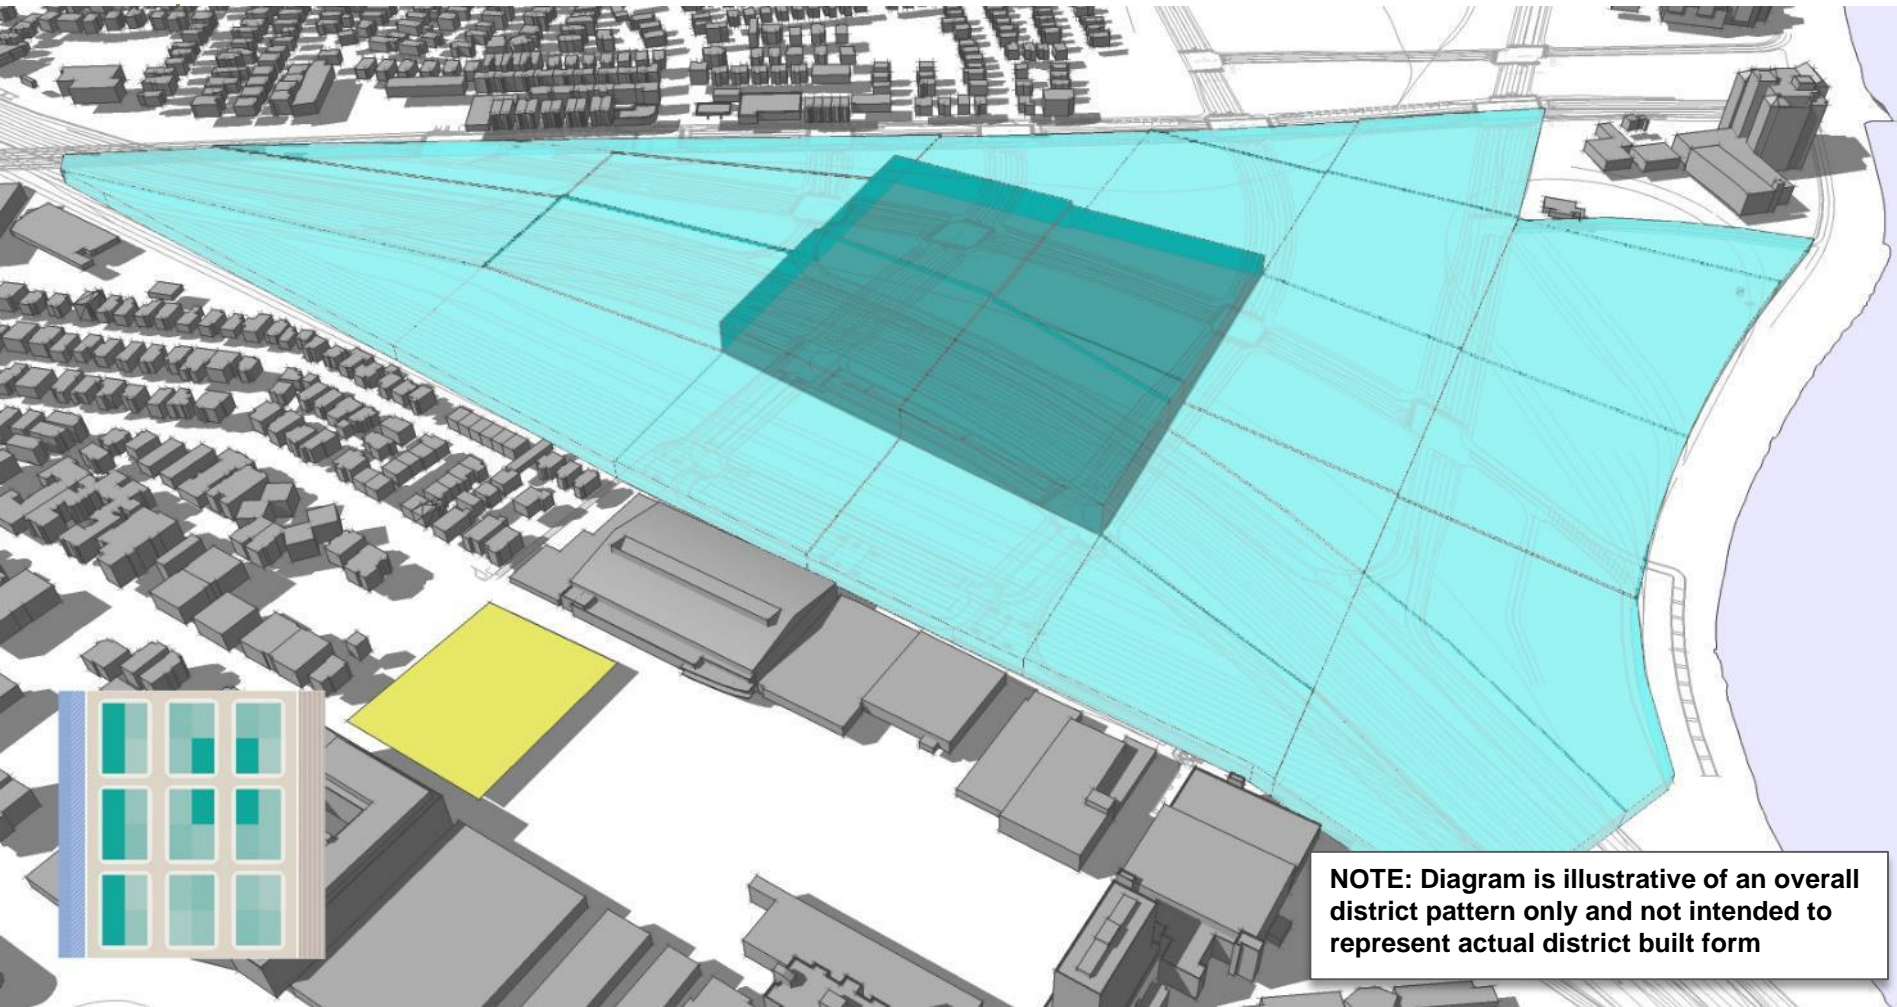 NOTE: Diagram is illustrative of an overall
district pattern only and not intended to
represent actual district built form